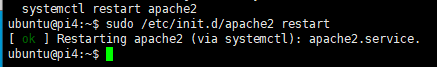 systemctl restart apache2
ubuntu@pi4:~$ sudo /etc/init.d/apache2 restart
[ ok ] Restarting apache2 (via systemctl): apache2.service.
ubuntu@pi4:~$